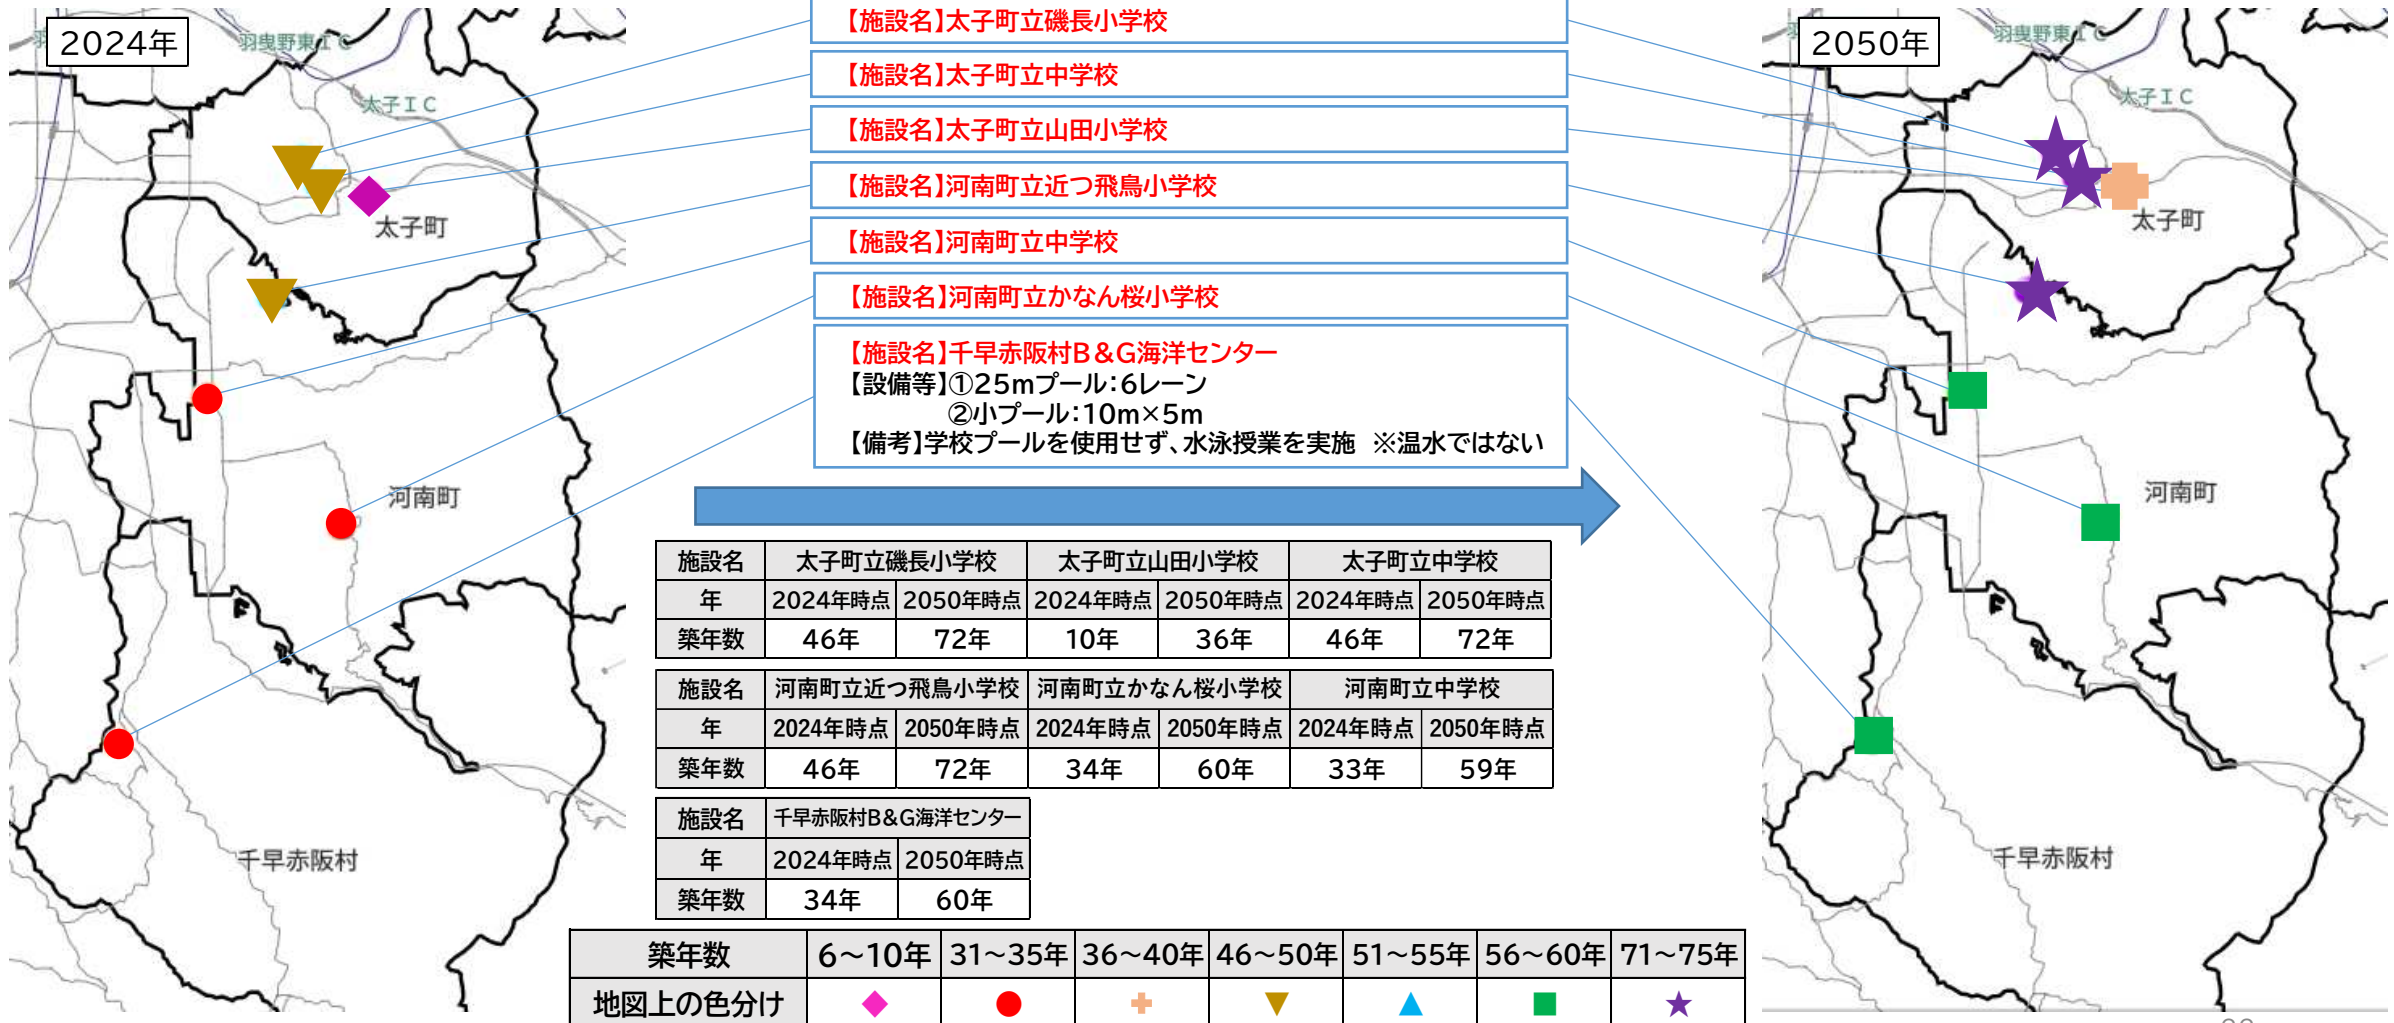 2024年
羽曳野東IC
太子IC
太子町
河南町
千早赤阪村
【施設名】太子町立磯長小学校
【施設名】太子町立中学校
【施設名】太子町立山田小学校
【施設名】河南町立近つ飛鳥小学校
【施設名】河南町立中学校
【施設名】河南町立かなん桜小学校
【施設名】千早赤阪村B&G海洋センター
【設備等】①25mプール：6レーン
②小プール：10m×5m
【備考】学校プールを使用せず、水泳授業を実施　※温水ではない
施設名 太子町立磯長小学校 太子町立山田小学校 太子町立中学校
年 2024年時点 2050年時点 2024年時点 2050年時点 2024年時点 2050年時点
築年数 46年 72年 10年 36年 46年 72年
施設名 河南町立近つ飛鳥小学校 河南町立かなん桜小学校 河南町立中学校
年 2024年時点 2050年時点 2024年時点 2050年時点 2024年時点 2050年時点
築年数 46年 72年 34年 60年 33年 59年
施設名 千早赤阪村B&G海洋センター
年 2024年時点 2050年時点
築年数 34年 60年
築年数 6～10年 31～35年 36～40年 46～50年 51～55年 56～60年 71～75年
地図上の色分け
2050年
羽曳野東IC
太子IC
太子町
河南町
千早赤阪村